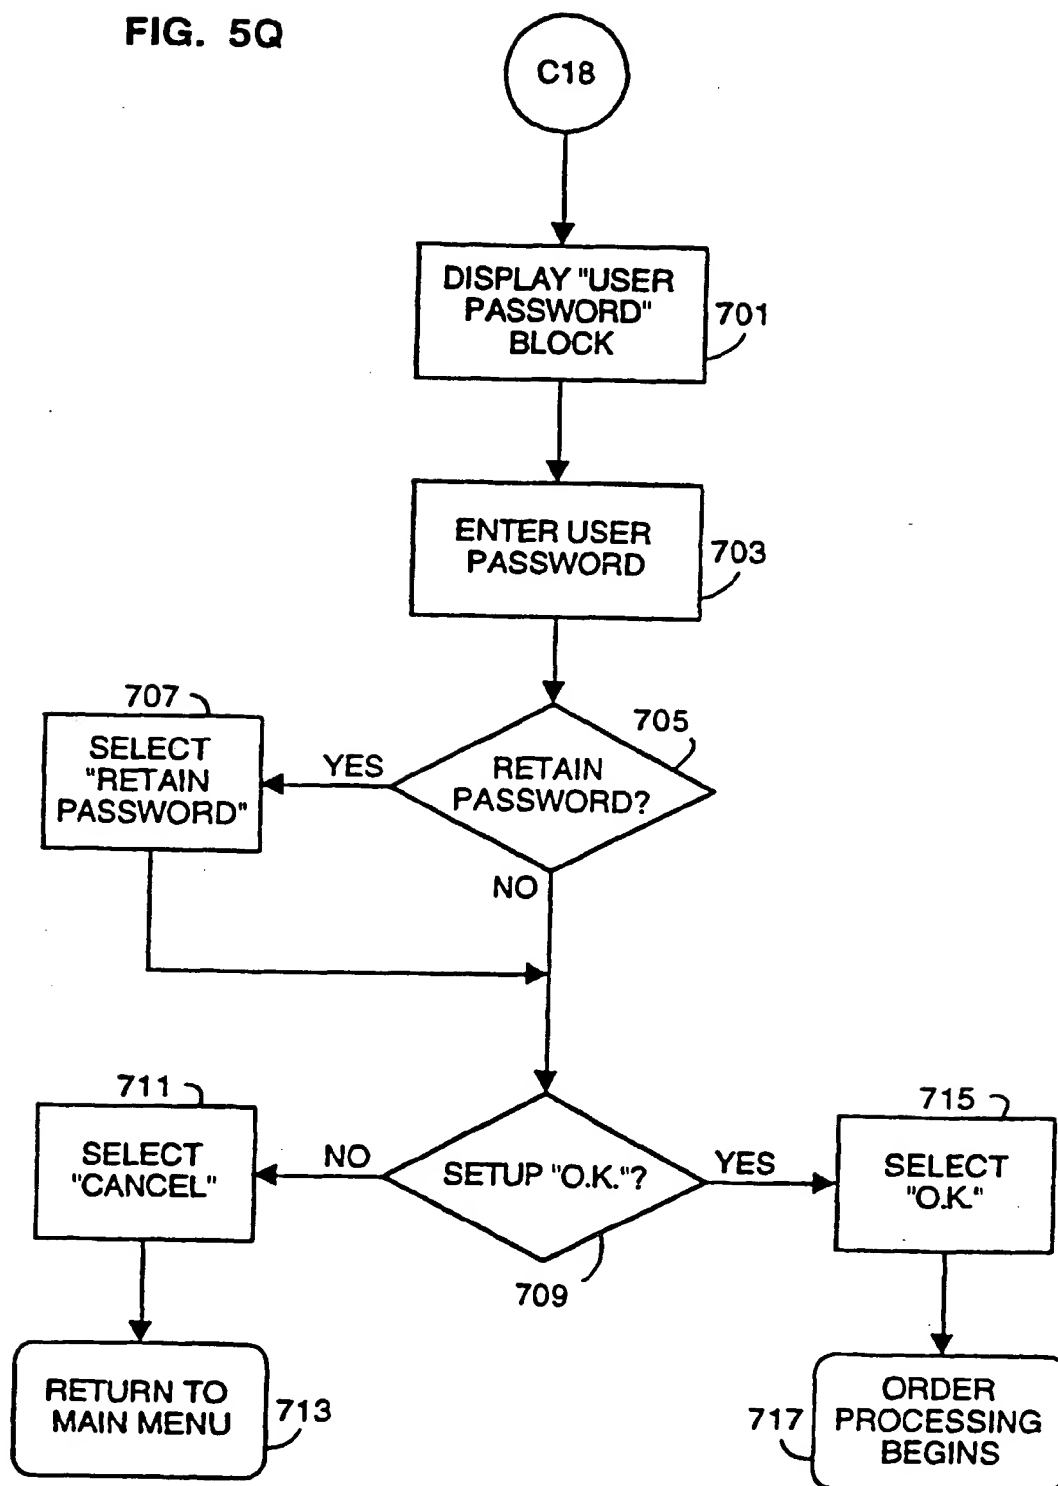 FIG. 5Q
C18
DISPLAY "USER
PASSWORD"
BLOCK
701
ENTER USER
PASSWORD
703
707
SELECT
"RETAIN
PASSWORD"
YES
705
RETAIN
PASSWORD?
NO
711
SELECT
"CANCEL"
NO
SETUP "O.K."?
709
YES
715
SELECT
"O.K."
RETURN TO
MAIN MENU
713
717
ORDER
PROCESSING
BEGINS